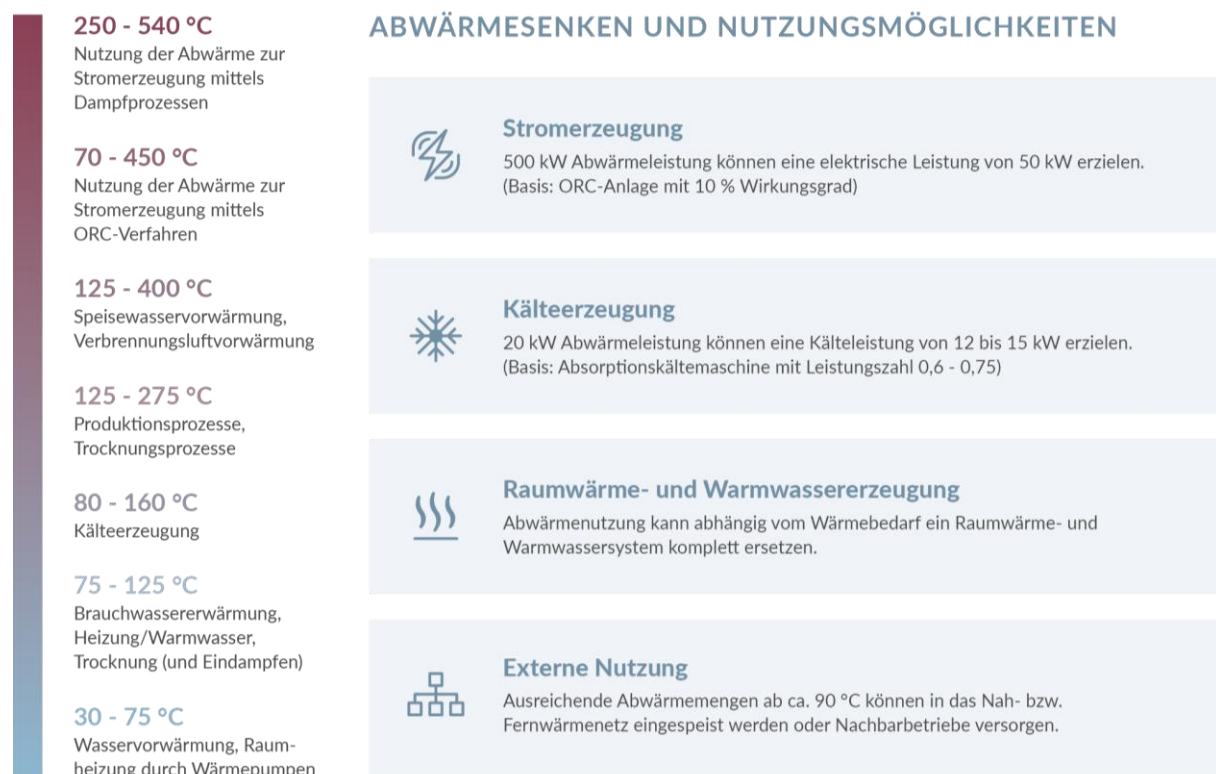 250 - 540 °C
Nutzung der Abwärme zur
Stromerzeugung mittels
Dampfprozessen
70 - 450 °C
Nutzung der Abwärme zur
Stromerzeugung mittels
ORC-Verfahren
125 - 400 °C
Speisewasservorwärmung,
Verbrennungsluftvorwärmung
125 - 275 °C
Produktionsprozesse,
Trocknungsprozesse
80 - 160 °C
Kälteerzeugung
75 - 125 °C
Brauchwassererwärmung,
Heizung/Warmwasser,
Trocknung (und Eindampfen)
30 - 75 °C
Wasservorwärmung, Raum-
heizung durch Wärmepumpen
ABWÄRMESENKEN UND NUTZUNGSMÖGLICHKEITEN
Stromerzeugung
500 kW Abwärmeleistung können eine elektrische Leistung von 50 kW erzielen.
(Basis: ORC-Anlage mit 10 % Wirkungsgrad)
Kälteerzeugung
20 kW Abwärmeleistung können eine Kälteleistung von 12 bis 15 kW erzielen.
(Basis: Absorptionskältemaschine mit Leistungszahl 0,6 - 0,75)
Raumwärme- und Warmwassererzeugung
Abwärmenutzung kann abhängig vom Wärmebedarf ein Raumwärme- und
Warmwassersystem komplett ersetzen.
Externe Nutzung
Ausreichende Abwärmemengen ab ca. 90 °C können in das Nah- bzw.
Fernwärmenetz eingespeist werden oder Nachbarbetriebe versorgen.